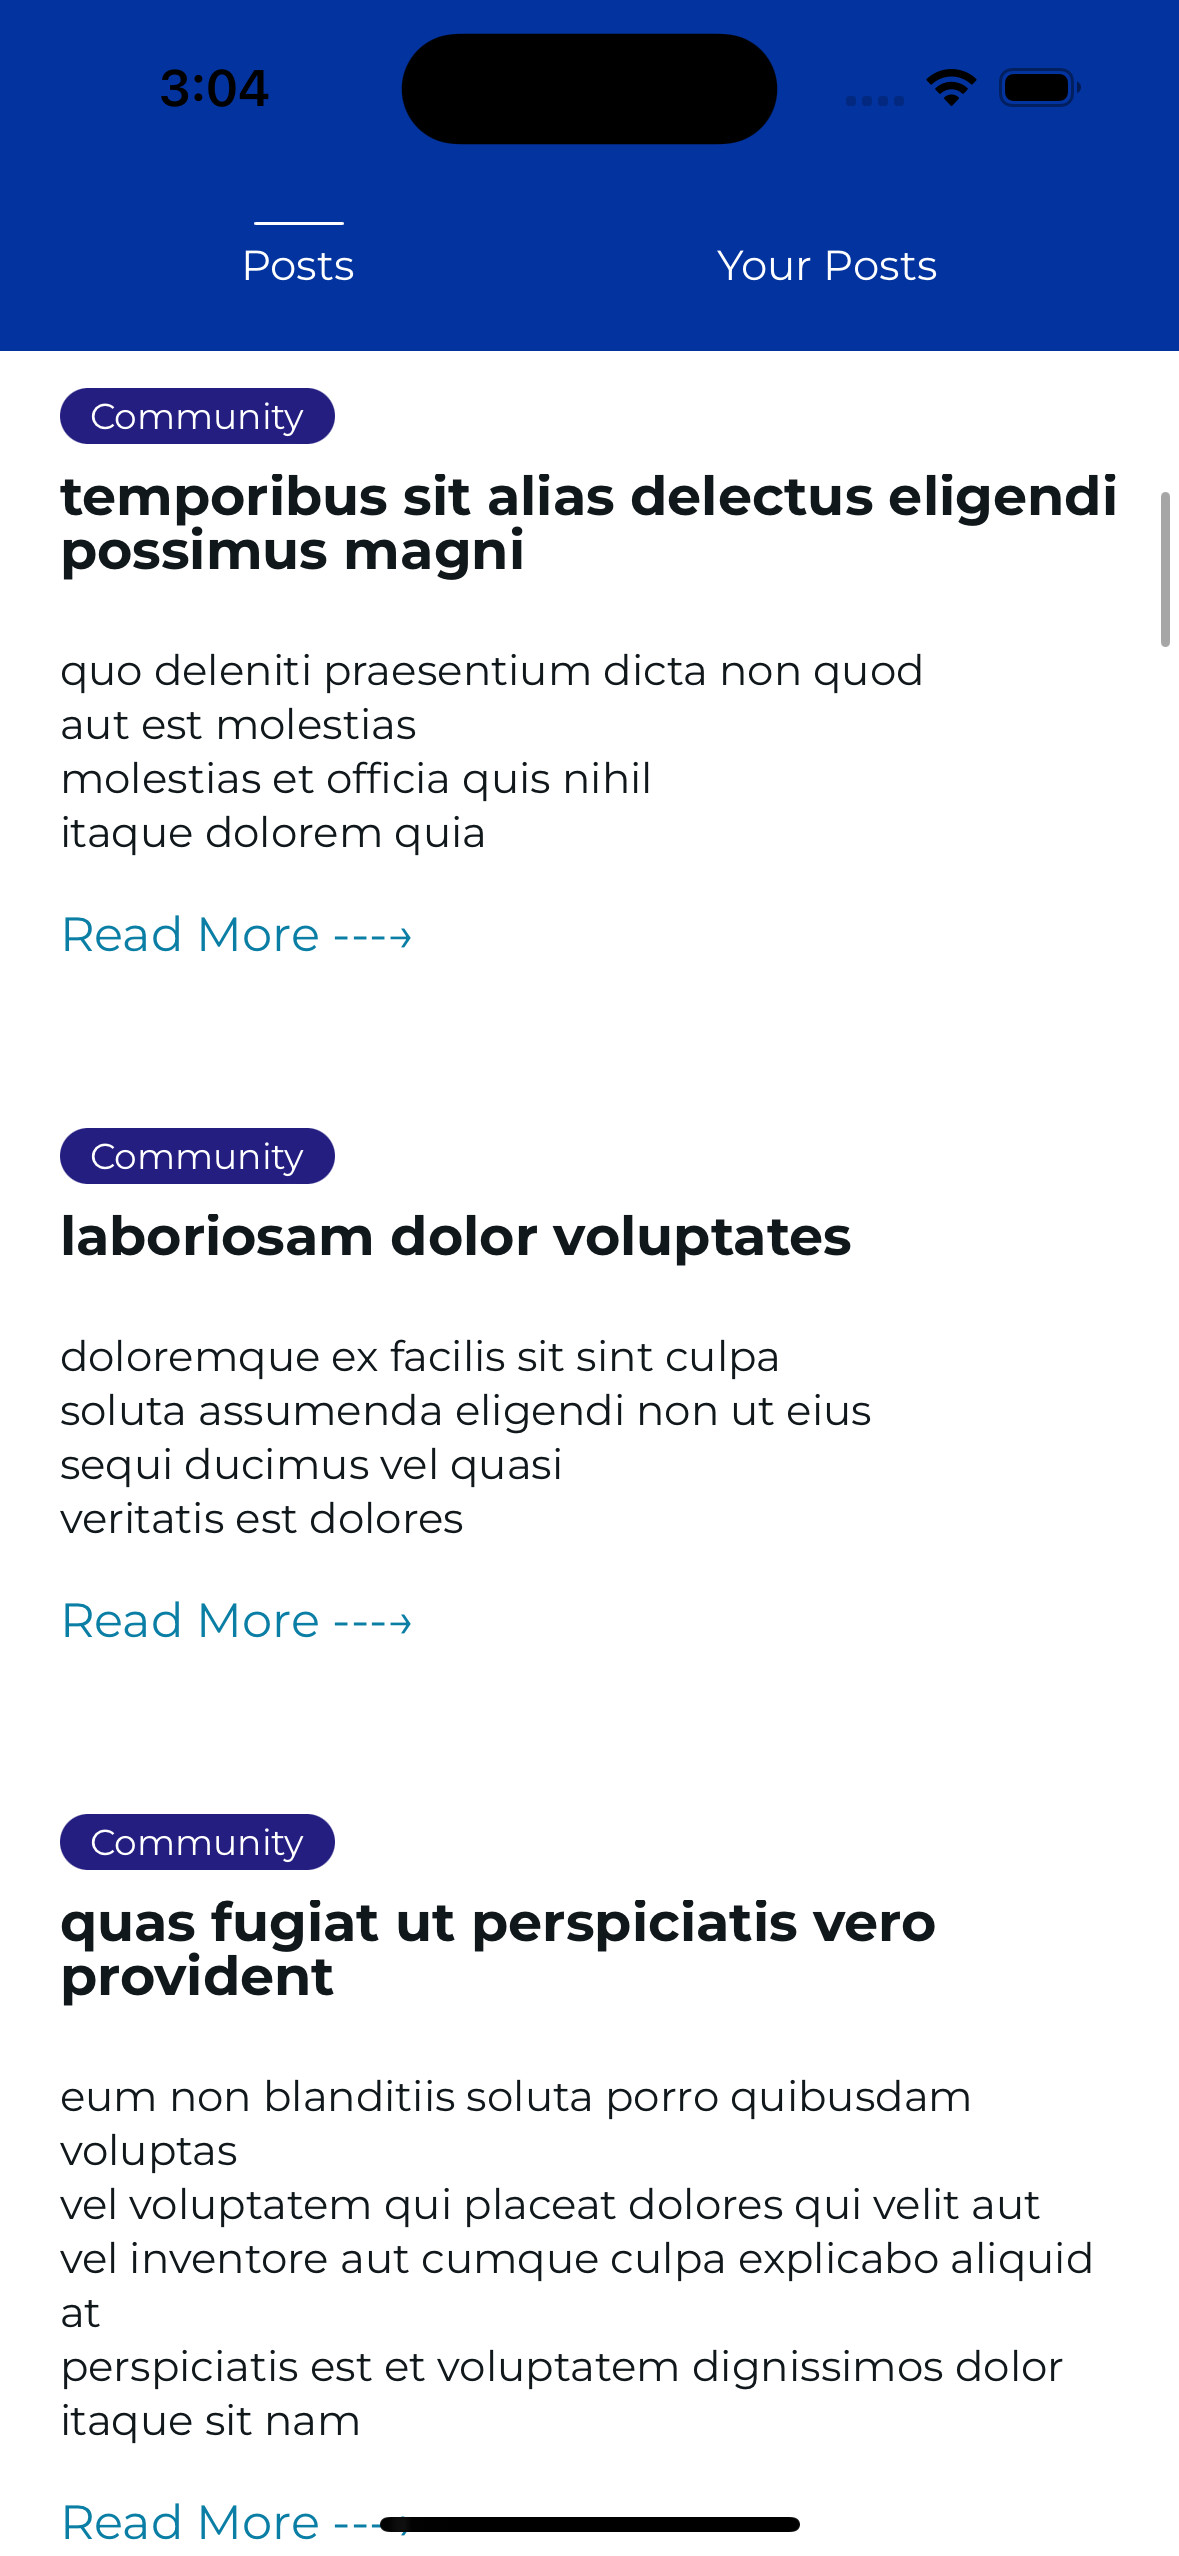 3:04
Posts
Your Posts
Community
temporibus sit alias delectus eligendi
possimus magni
quo deleniti praesentium dicta non quod
aut est molestias
molestias et officia quis nihil
itaque dolorem quia
Read More ---→
Community
laboriosam dolor voluptates
doloremque ex facilis sit sint culpa
soluta assumenda eligendi non ut eius
sequi ducimus vel quasi
veritatis est dolores
Read More ---→
Community
quas fugiat ut perspiciatis vero
provident
eum non blanditiis soluta porro quibusdam
voluptas
vel voluptatem qui placeat dolores qui velit aut
vel inventore aut cumque culpa explicabo aliquid
at
perspiciatis est et voluptatem dignissimos dolor
itaque sit nam
Read More ---→